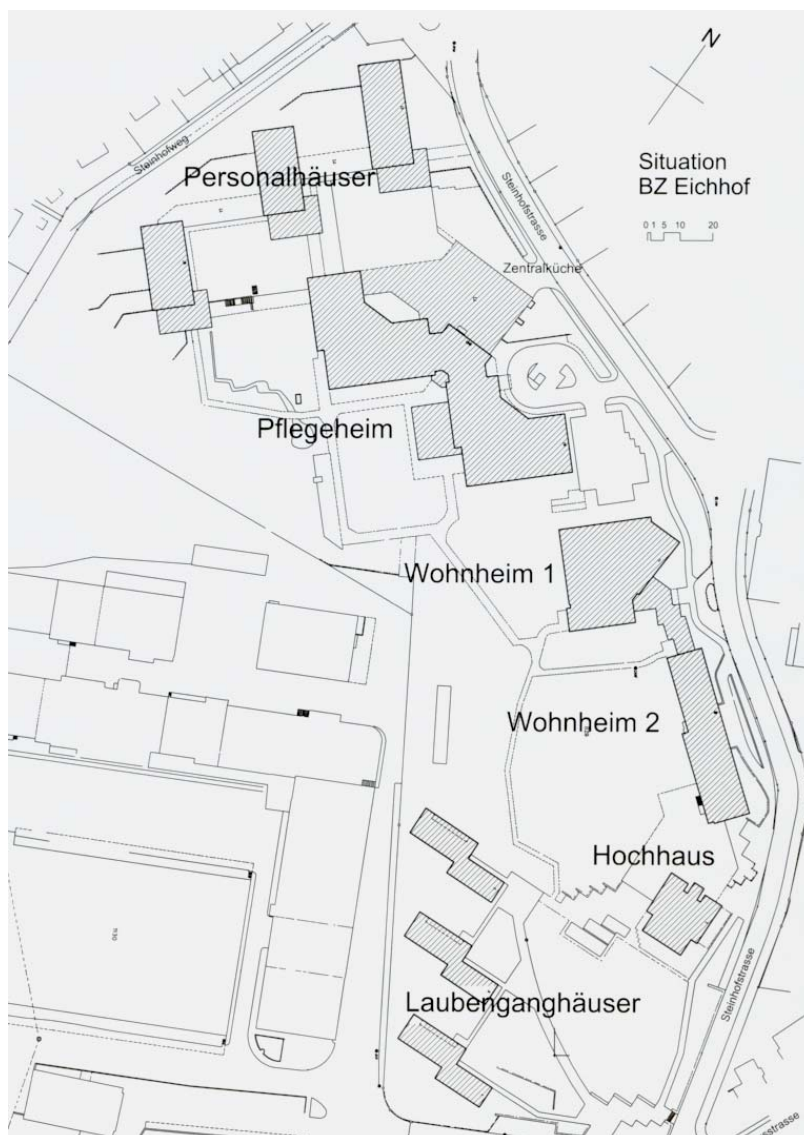 N
Steinhofweg
Personalhäuser
Situation
BZ Eichhof
0 1 5 10 20
Steinhofstrasse
Zentralküche
Pflegeheim
Wohnheim 1
Wohnheim 2
Hochhaus
Laubenganghäuser
Steinhofstrasse